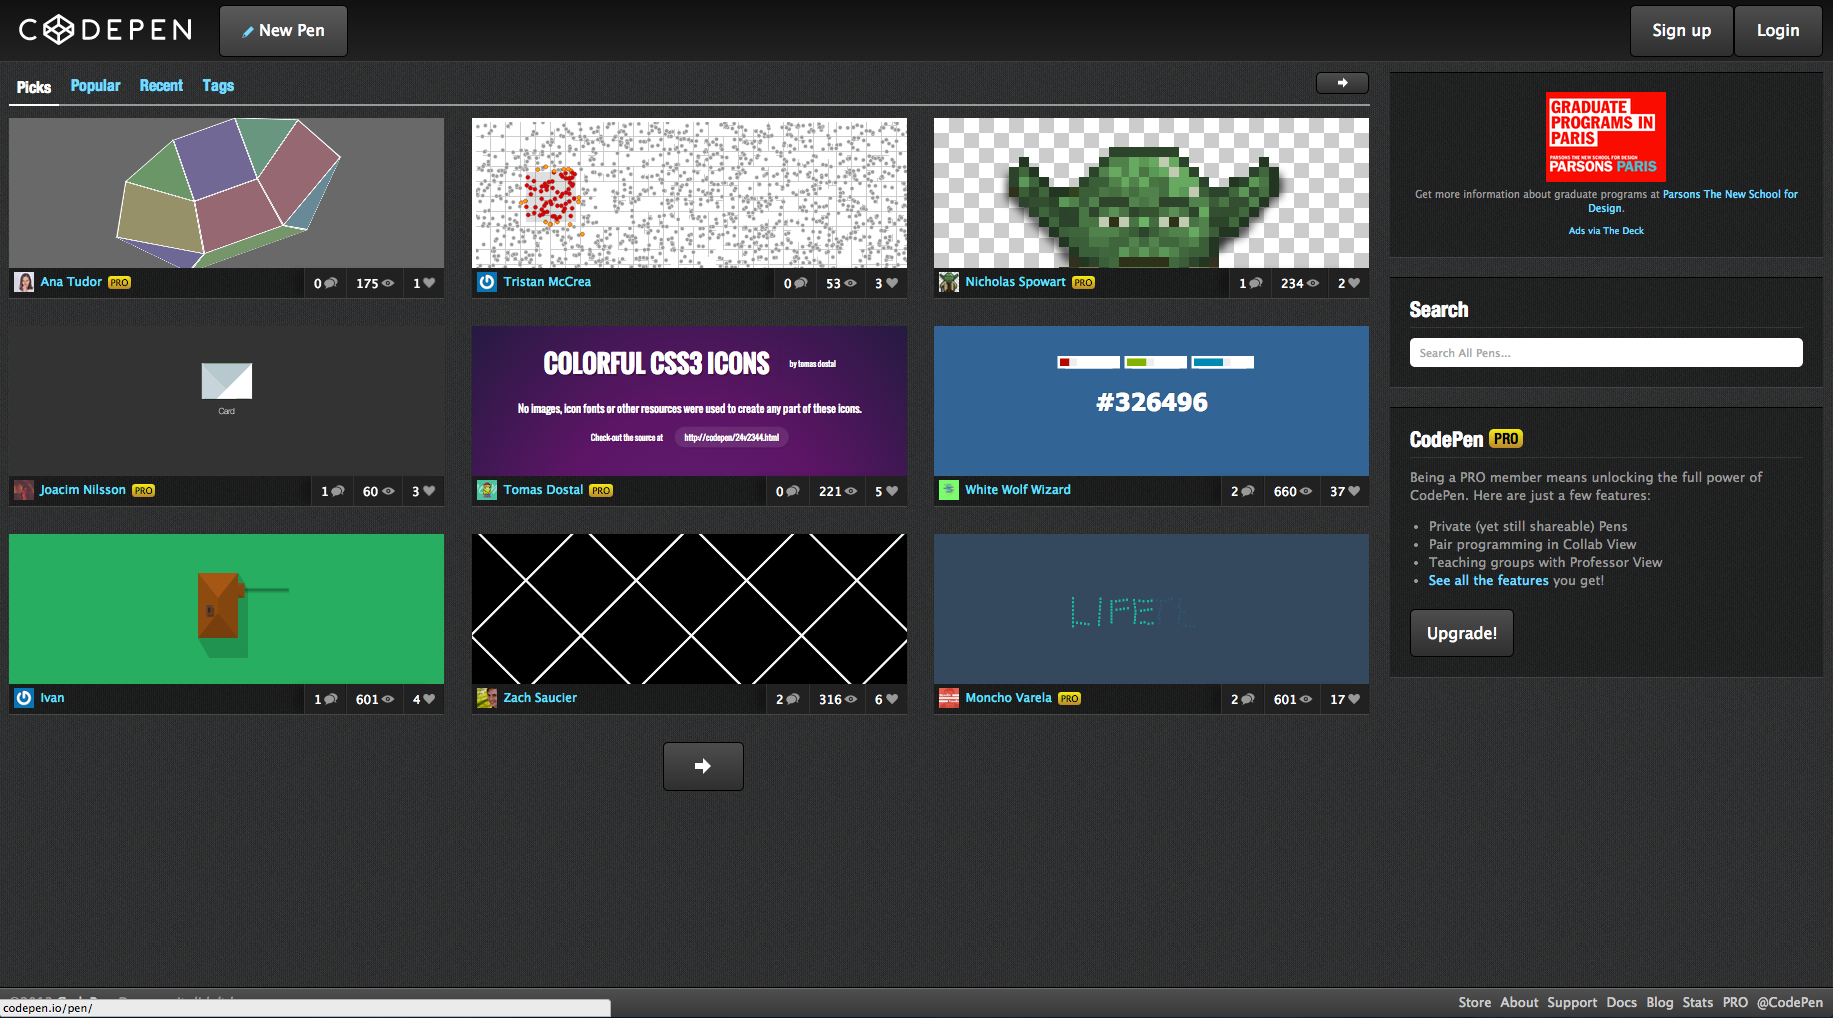 CODEPEN
New Pen
Sign up
Login
Picks
Popular
Recent
Tags
Ana Tudor PRO
0
175
1
Tristan McCrea
0
53
3
Nicholas Spowart PRO
1
234
2
Card
Joacim Nilsson PRO
1
60
3
COLORFUL CSS3 ICONS by tomas dostal
No images, icon fonts or other resources were used to create any part of these icons.
Check-out the source at http://codepen/24v2344.html
Tomas Dostal PRO
0
221
5
#326496
White Wolf Wizard
2
660
37
Ivan
1
601
4
Zach Saucier
2
316
6
LIFE
Moncho Varela PRO
2
601
17
GRADUATE
PROGRAMS IN
PARIS
PARSONS THE NEW SCHOOL FOR DESIGN
PARSONS PARIS
Get more information about graduate programs at Parsons The New School for
Design.
Ads via The Deck
Search
Search All Pens...
CodePen PRO
Being a PRO member means unlocking the full power of
CodePen. Here are just a few features:
• Private (yet still shareable) Pens
• Pair programming in Collab View
• Teaching groups with Professor View
• See all the features you get!
Upgrade!
codepen.io/pen/
Store About Support Docs Blog Stats PRO @CodePen